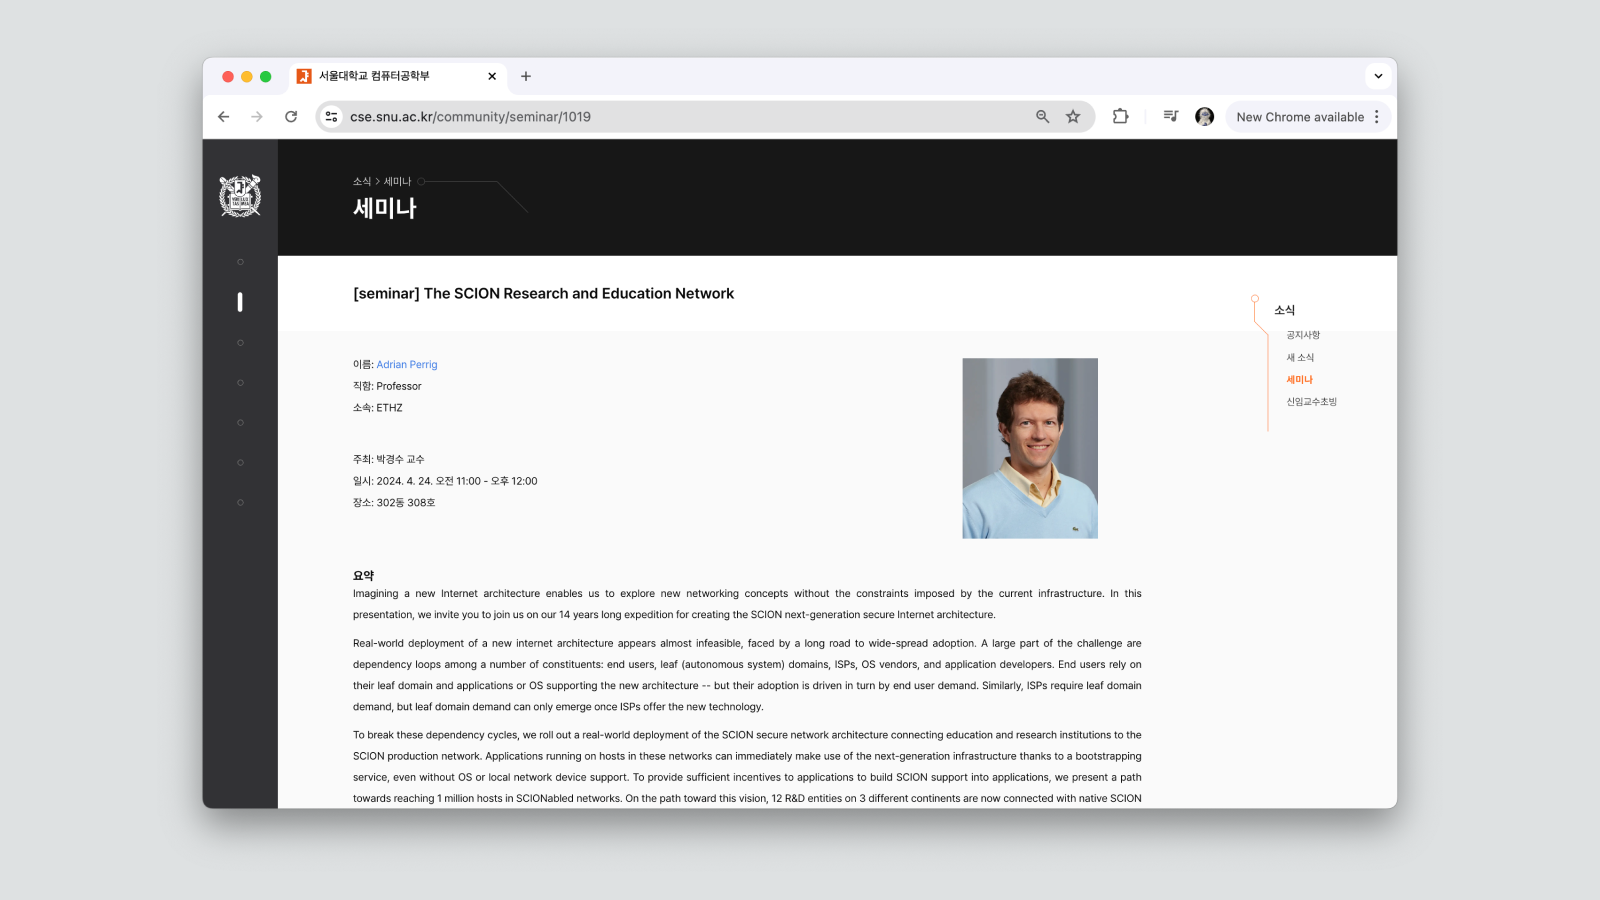 서울대학교 컴퓨터공학부
cse.snu.ac.kr/community/seminar/1019
New Chrome available
소식 > 세미나
세미나
[seminar] The SCION Research and Education Network
이름: Adrian Perrig
직함: Professor
소속: ETHZ
주최: 박경수 교수
일시: 2024. 4. 24. 오전 11:00 - 오후 12:00
장소: 302동 308호
요약
Imagining a new Internet architecture enables us to explore new networking concepts without the constraints imposed by the current infrastructure. In this
presentation, we invite you to join us on our 14 years long expedition for creating the SCION next-generation secure Internet architecture.
Real-world deployment of a new internet architecture appears almost infeasible, faced by a long road to wide-spread adoption. A large part of the challenge are
dependency loops among a number of constituents: end users, leaf (autonomous system) domains, ISPs, OS vendors, and application developers. End users rely on
their leaf domain and applications or OS supporting the new architecture -- but their adoption is driven in turn by end user demand. Similarly, ISPs require leaf domain
demand, but leaf domain demand can only emerge once ISPs offer the new technology.
To break these dependency cycles, we roll out a real-world deployment of the SCION secure network architecture connecting education and research institutions to the
SCION production network. Applications running on hosts in these networks can immediately make use of the next-generation infrastructure thanks to a bootstrapping
service, even without OS or local network device support. To provide sufficient incentives to applications to build SCION support into applications, we present a path
towards reaching 1 million hosts in SCIONabled networks. On the path toward this vision, 12 R&D entities on 3 different continents are now connected with native SCION
소식
공지사항
새 소식
세미나
신임교수초빙